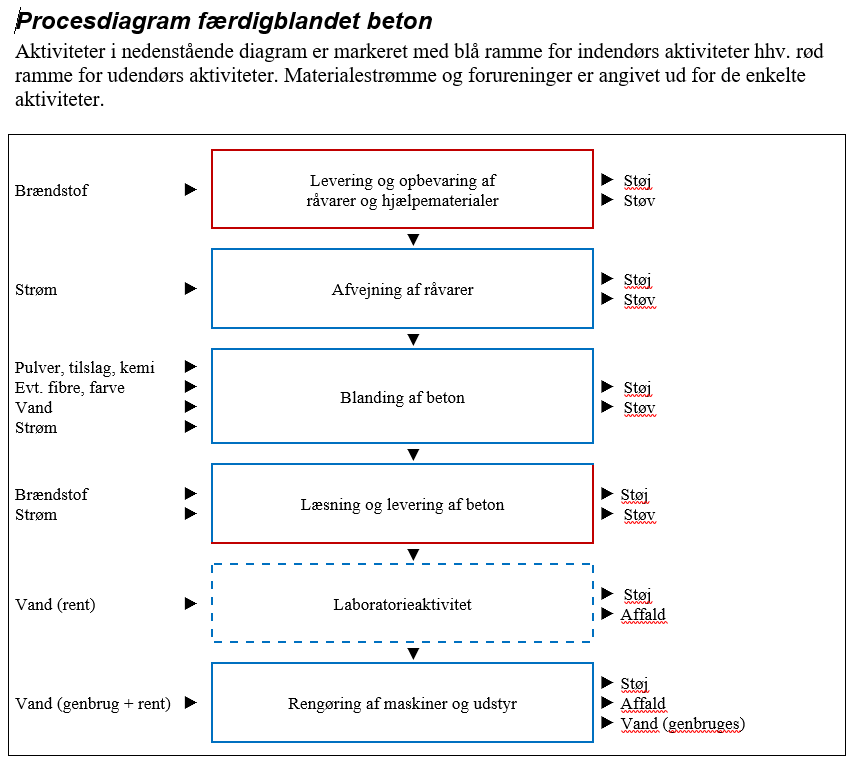 Procesdiagram færdigblandet beton
Aktiviteter i nedenstående diagram er markeret med blå ramme for indendørs aktiviteter hhv. rød
ramme for udendørs aktiviteter. Materialestrømme og forureninger er angivet ud for de enkelte
aktiviteter.
Brændstof
Levering og opbevaring af
råvarer og hjælpematerialer
Støj
Støv
Strøm
Afvejning af råvarer
Støj
Støv
Pulver, tilslag, kemi
Evt. fibre, farve
Vand
Strøm
Blanding af beton
Støj
Støv
Brændstof
Strøm
Læsning og levering af beton
Støj
Støv
Vand (rent)
Laboratorieaktivitet
Støj
Affald
Vand (genbrug + rent)
Rengøring af maskiner og udstyr
Støj
Affald
Vand (genbruges)